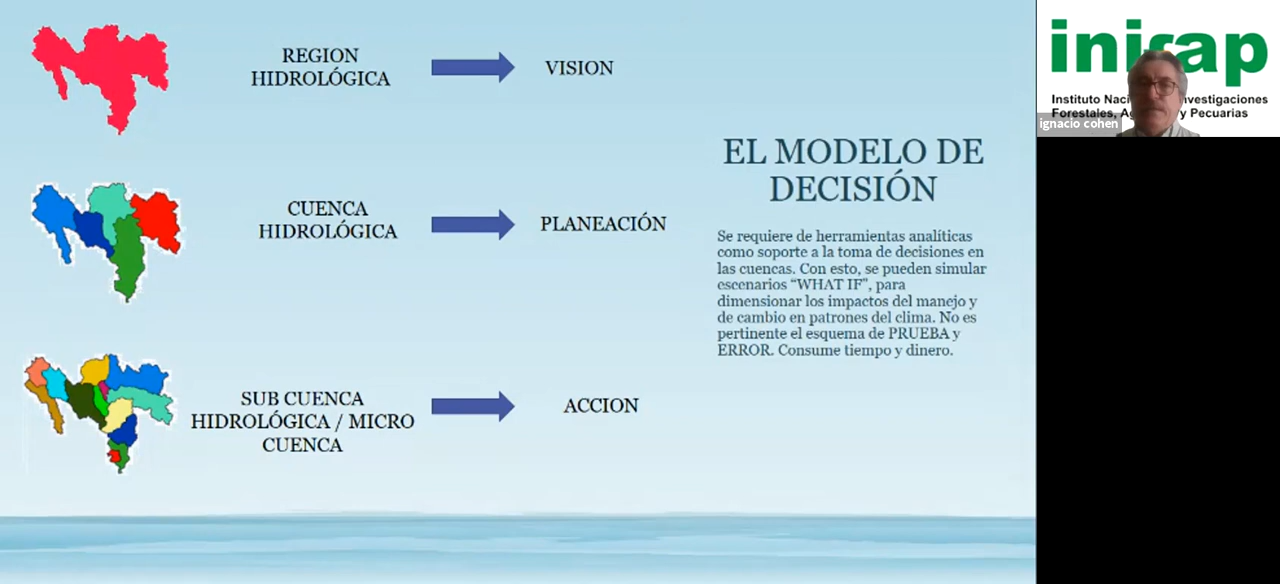 REGION
HIDROLÓGICA
VISION
CUENCA
HIDROLÓGICA
PLANEACIÓN
SUB CUENCA
HIDROLÓGICA / MICRO
CUENCA
ACCION
EL MODELO DE
DECISIÓN
Se requiere de herramientas analíticas
como soporte a la toma de decisiones en
las cuencas. Con esto, se pueden simular
escenarios “WHAT IF”, para
dimensionar los impactos del manejo y
de cambio en patrones del clima. No es
pertinente el esquema de PRUEBA y
ERROR. Consume tiempo y dinero.
Instituto
Forestales, y Pecuarias
ignacio cohen